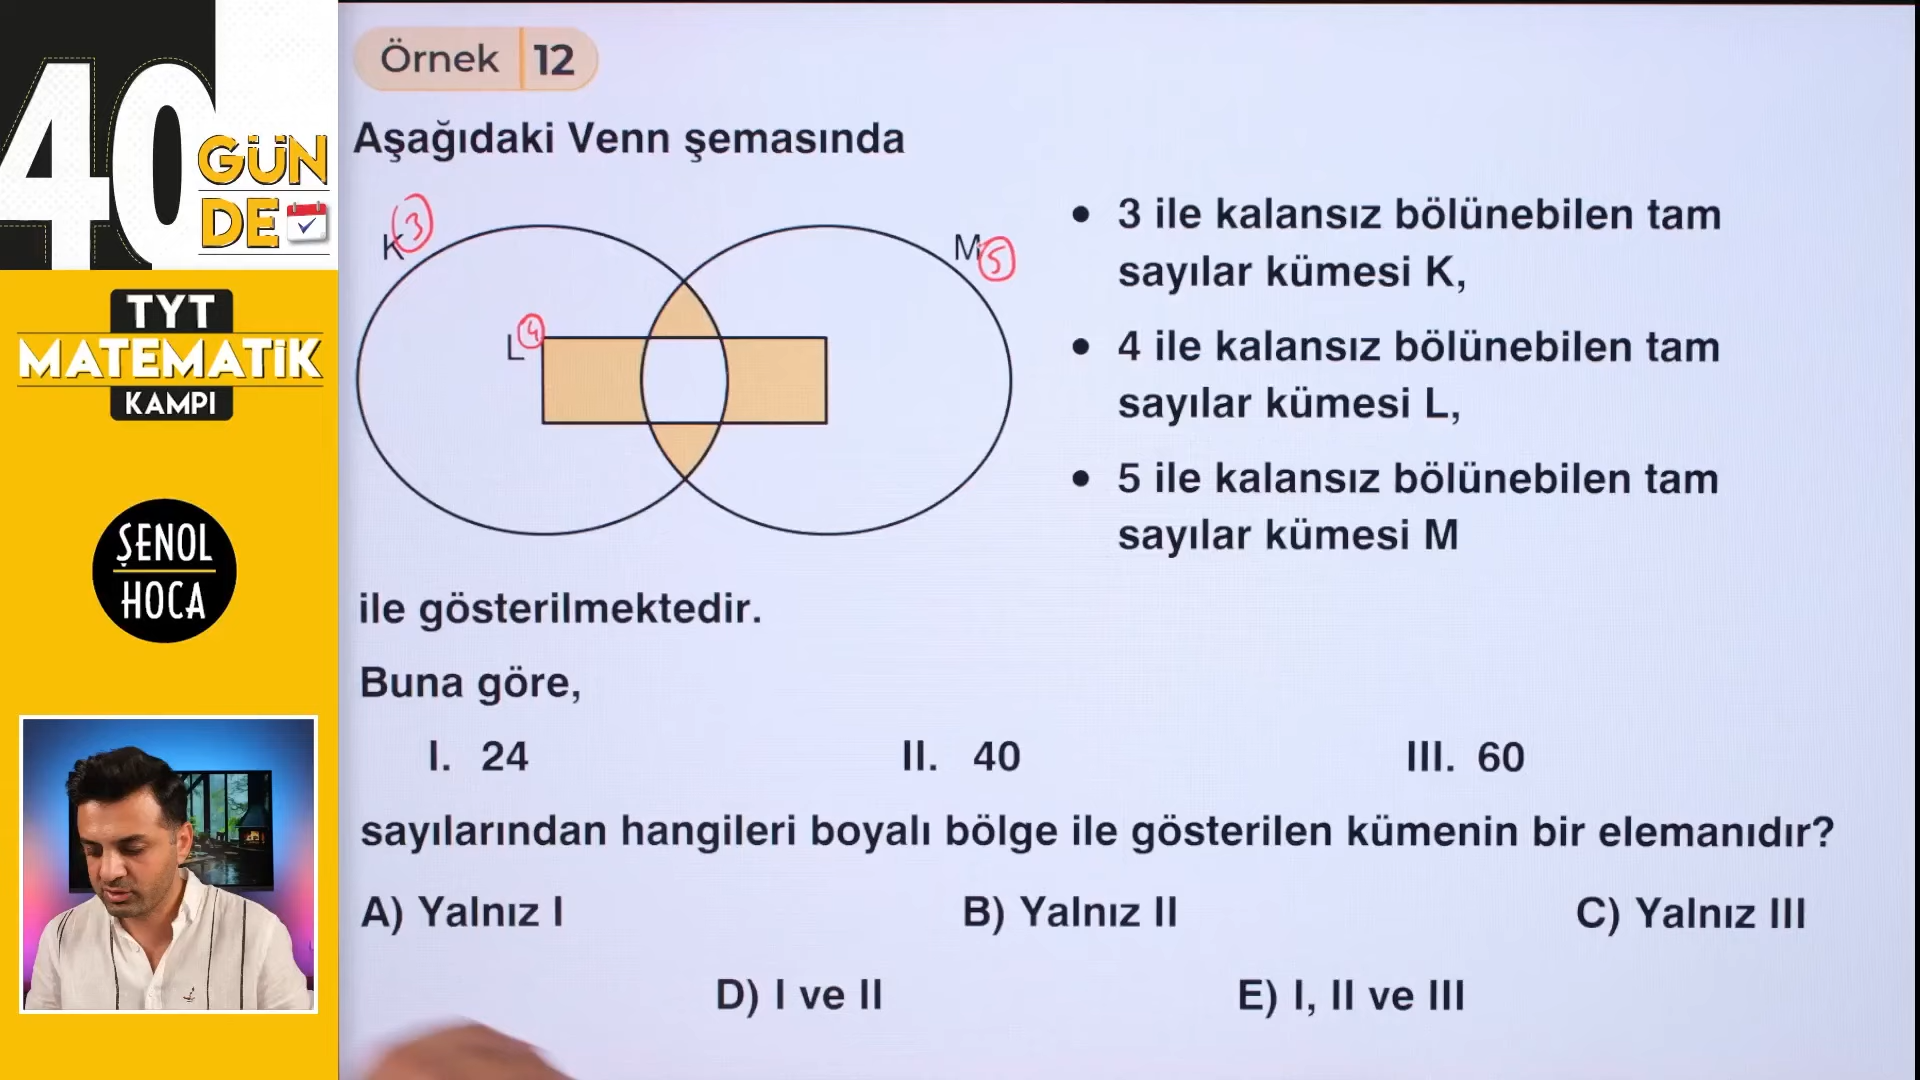 40
GÜN
DE
TYT
MATEMATİK
KAMPI
ŞENOL
HOCA
Örnek 12
Aşağıdaki Venn şemasında
K 3
M 5
L 4
• 3 ile kalansız bölünebilen tam
sayılar kümesi K,
• 4 ile kalansız bölünebilen tam
sayılar kümesi L,
• 5 ile kalansız bölünebilen tam
sayılar kümesi M
ile gösterilmektedir.
Buna göre,
I. 24 II. 40 III. 60
sayılarından hangileri boyalı bölge ile gösterilen kümenin bir elemanıdır?
A) Yalnız I B) Yalnız II C) Yalnız III
D) I ve II E) I, II ve III